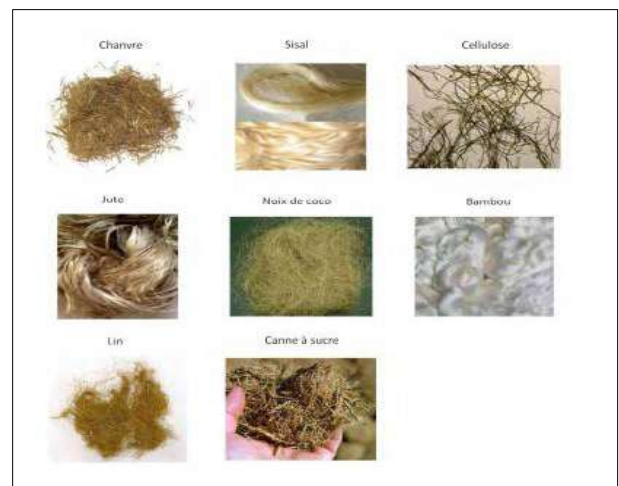 Chanvre
Sisal
Cellulose
Jute
Noix de coco
Bambou
Lin
Canne à sucre